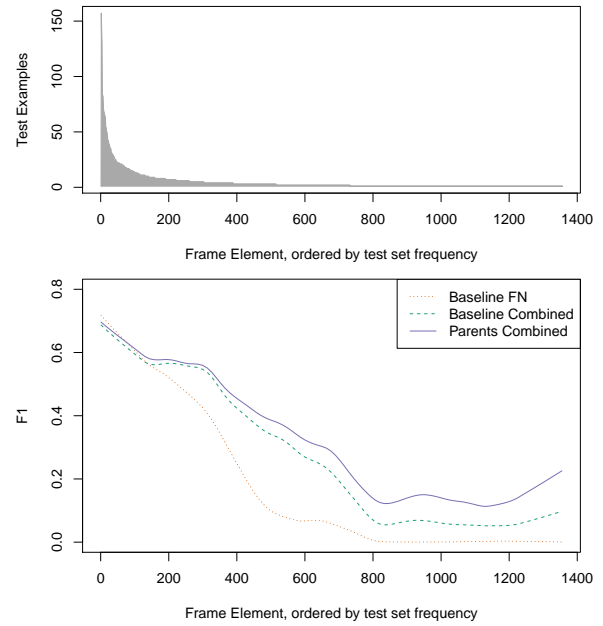 150
100
50
0
Test Examples
0 200 400 600 800 1000 1200 1400
Frame Element, ordered by test set frequency
0.8
0.6
0.4
0.2
0.0
F1
Baseline FN
Baseline Combined
Parents Combined
0 200 400 600 800 1000 1200 1400
Frame Element, ordered by test set frequency